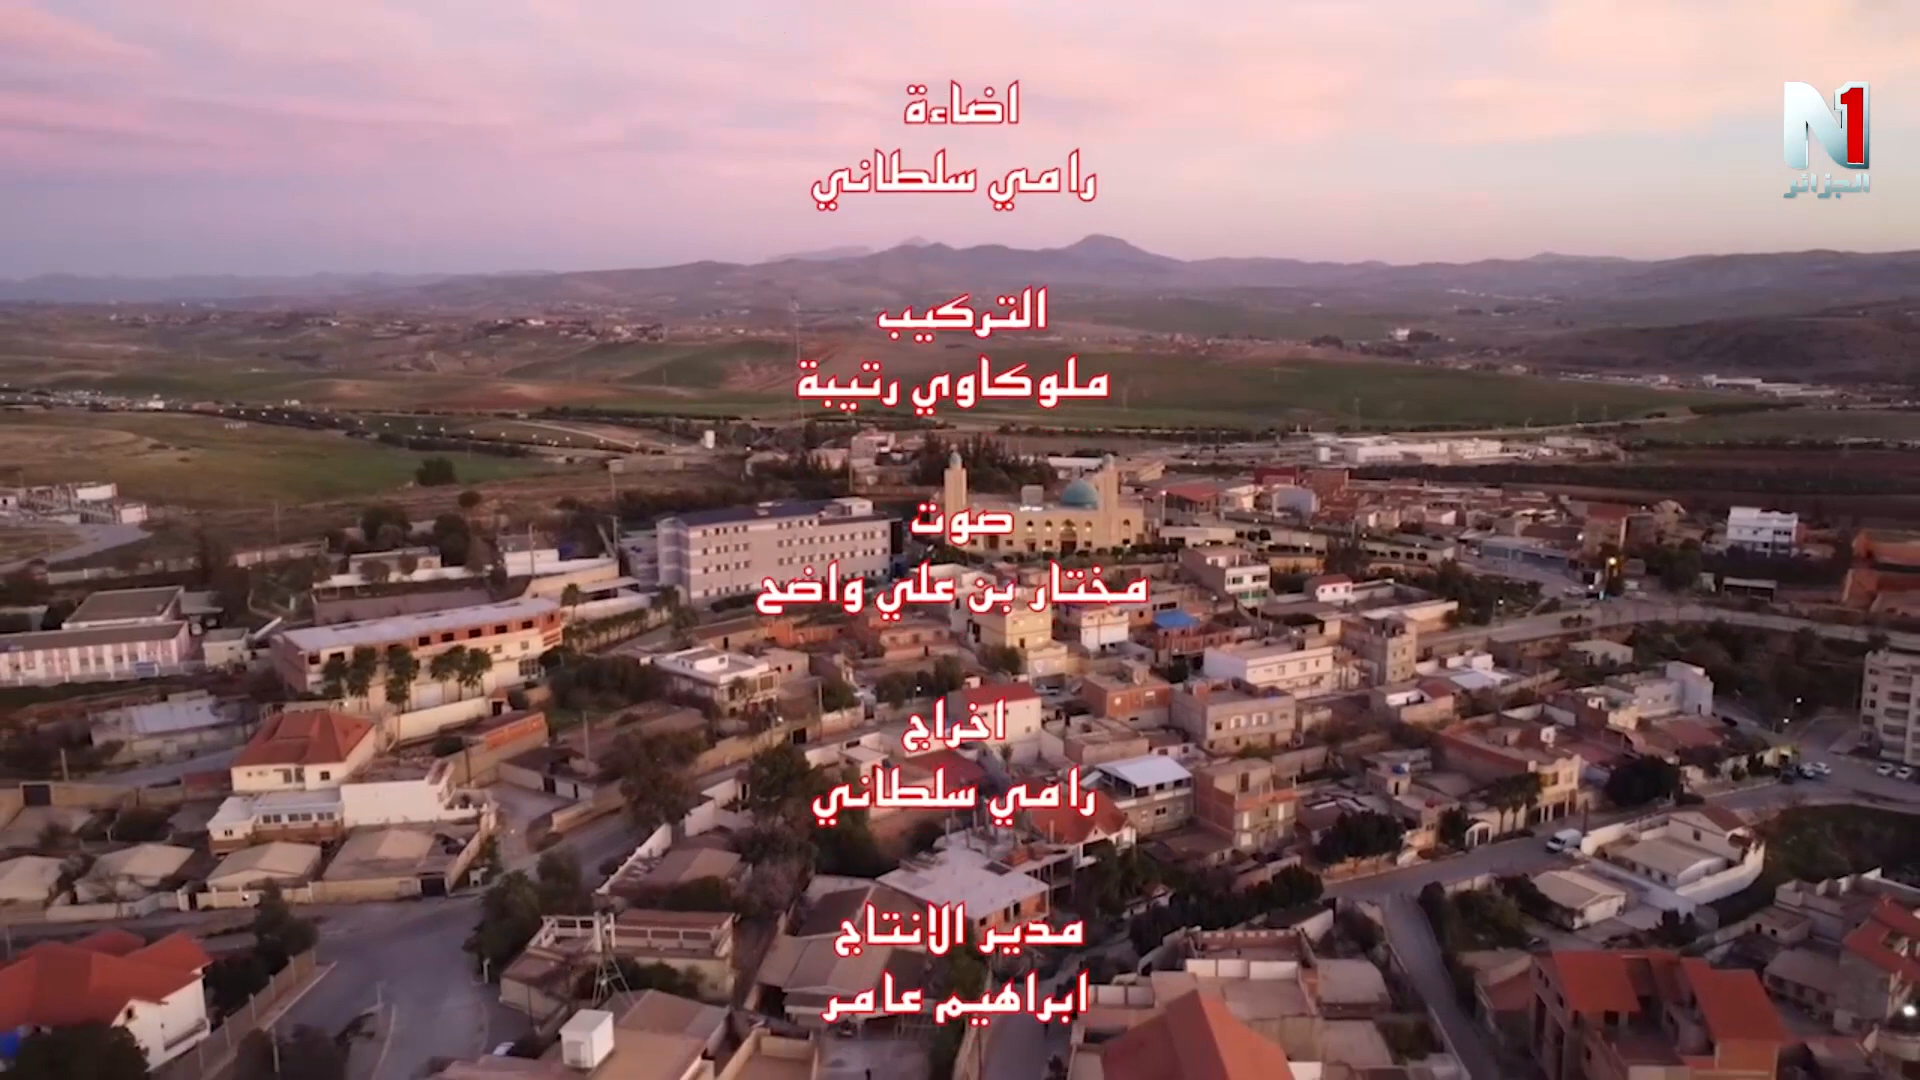 اضاءة
رامي سلطاني
التركيب
ملوكاوي رتيبة
صوت
مختار بن علي واضح
اخراج
رامي سلطاني
مدير الانتاج
ابراهيم عامر
N1
الجزائر